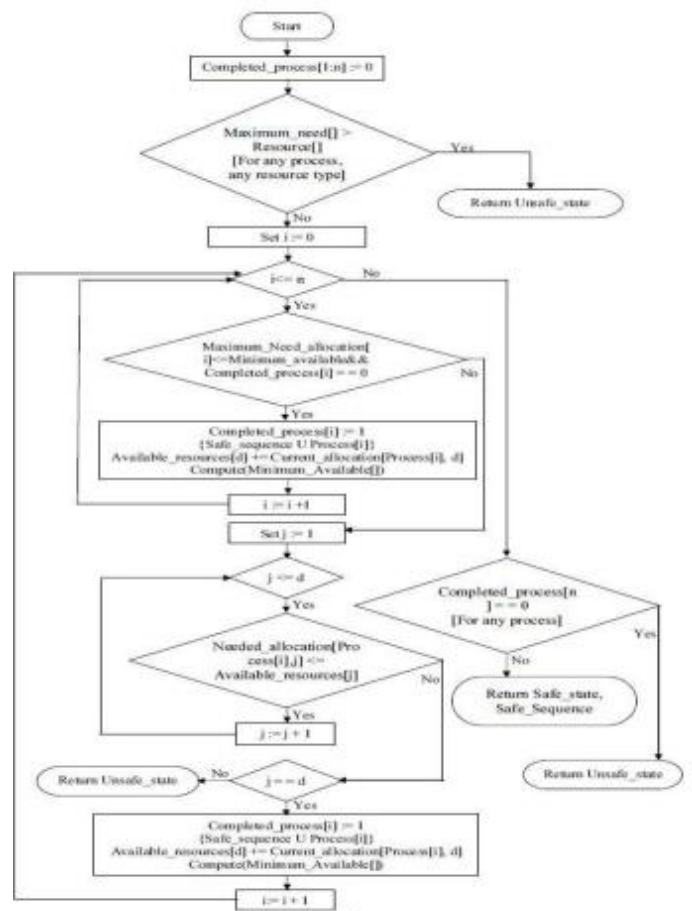 Start
Completed_process[1:n] := 0
Maximum_need[] >
Resource[]
[For any process,
any resource type]
Yes
Return Unsafe_state
No
Set i := 0
i<= n
No
Yes
Maximum_Need_allocation[
i]<=Minimum_available&&
Completed_process[i] == 0
No
Yes
Completed_process[i] := 1
{Safe_sequence U Process[i]}
Available_resources[d] += Current_allocation[Process[i], d]
Compute(Minimum_Available[])
i := i +1
Set j := 1
j <= d
Yes
Completed_process[n
] == 0
[For any process]
Yes
No
Needed_allocation[Pro
cess[i],j] <=
Available_resources[j]
No
Yes
Return Safe_state,
Safe_Sequence
j := j + 1
Return Unsafe_state
No
j == d
Return Unsafe_state
Yes
Completed_process[i] := 1
{Safe_sequence U Process[i]}
Available_resources[d] += Current_allocation[Process[i], d]
Compute(Minimum_Available[])
i:= i + 1